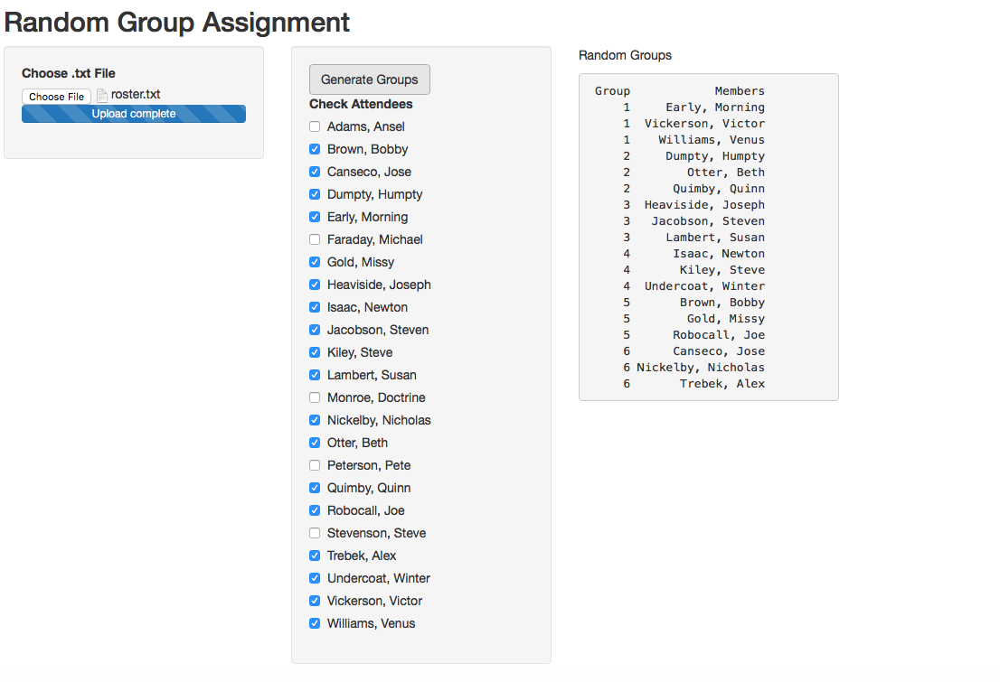 Random Group Assignment
Choose .txt File
Choose File roster.txt
Upload complete
Generate Groups
Check Attendees
Adams, Ansel
Brown, Bobby
Canseco, Jose
Dumpty, Humpty
Early, Morning
Faraday, Michael
Gold, Missy
Heaviside, Joseph
Isaac, Newton
Jacobson, Steven
Kiley, Steve
Lambert, Susan
Monroe, Doctrine
Nickelby, Nicholas
Otter, Beth
Peterson, Pete
Quimby, Quinn
Robocall, Joe
Stevenson, Steve
Trebek, Alex
Undercoat, Winter
Vickerson, Victor
Williams, Venus
Random Groups
Group Members
1 Early, Morning
1 Vickerson, Victor
1 Williams, Venus
2 Dumpty, Humpty
2 Otter, Beth
2 Quimby, Quinn
3 Heaviside, Joseph
3 Jacobson, Steven
3 Lambert, Susan
4 Isaac, Newton
4 Kiley, Steve
4 Undercoat, Winter
5 Brown, Bobby
5 Gold, Missy
5 Robocall, Joe
6 Canseco, Jose
6 Nickelby, Nicholas
6 Trebek, Alex